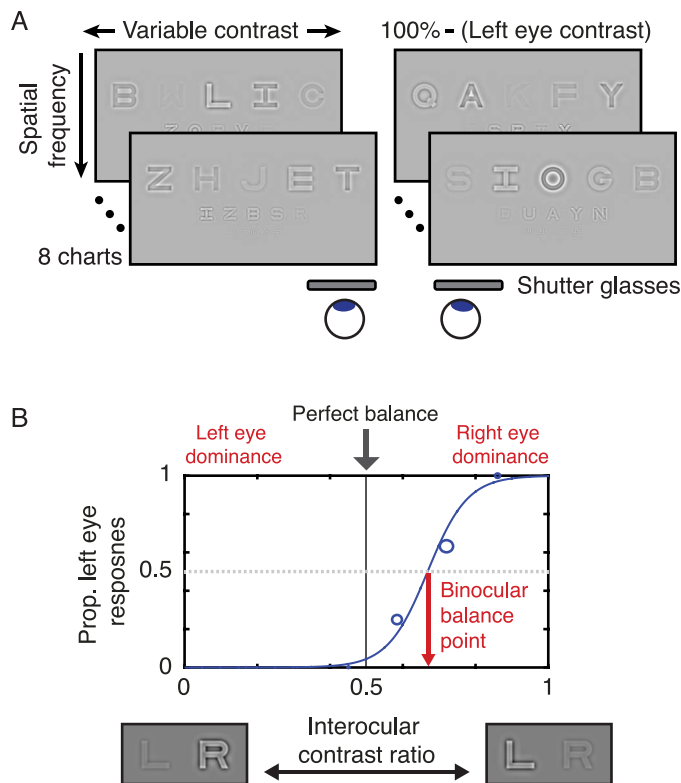 A
Variable contrast
100% - (Left eye contrast)
Spatial
frequency
B W L I C
Q A K F Y
Z H J E T
I Z B S R
S I O G B
D U A Y N
8 charts
Shutter glasses
B
Perfect balance
Left eye
dominance
Right eye
dominance
Prop. left eye
resposnes
1
0.5
0
Binocular
balance
point
0 0.5 1
L R
Interocular
contrast ratio
L R